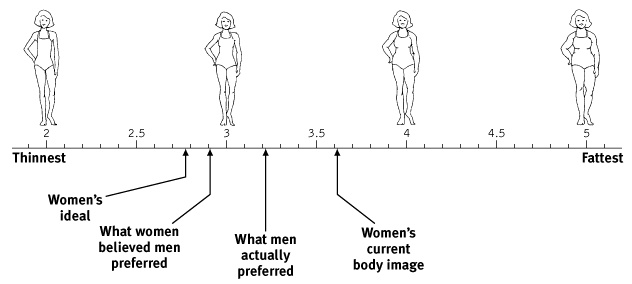 2 2.5 3 3.5 4 4.5 5
Thinnest Fattest
Women's
ideal
What women
believed men
preferred
What men
actually
preferred
Women's
current
body image